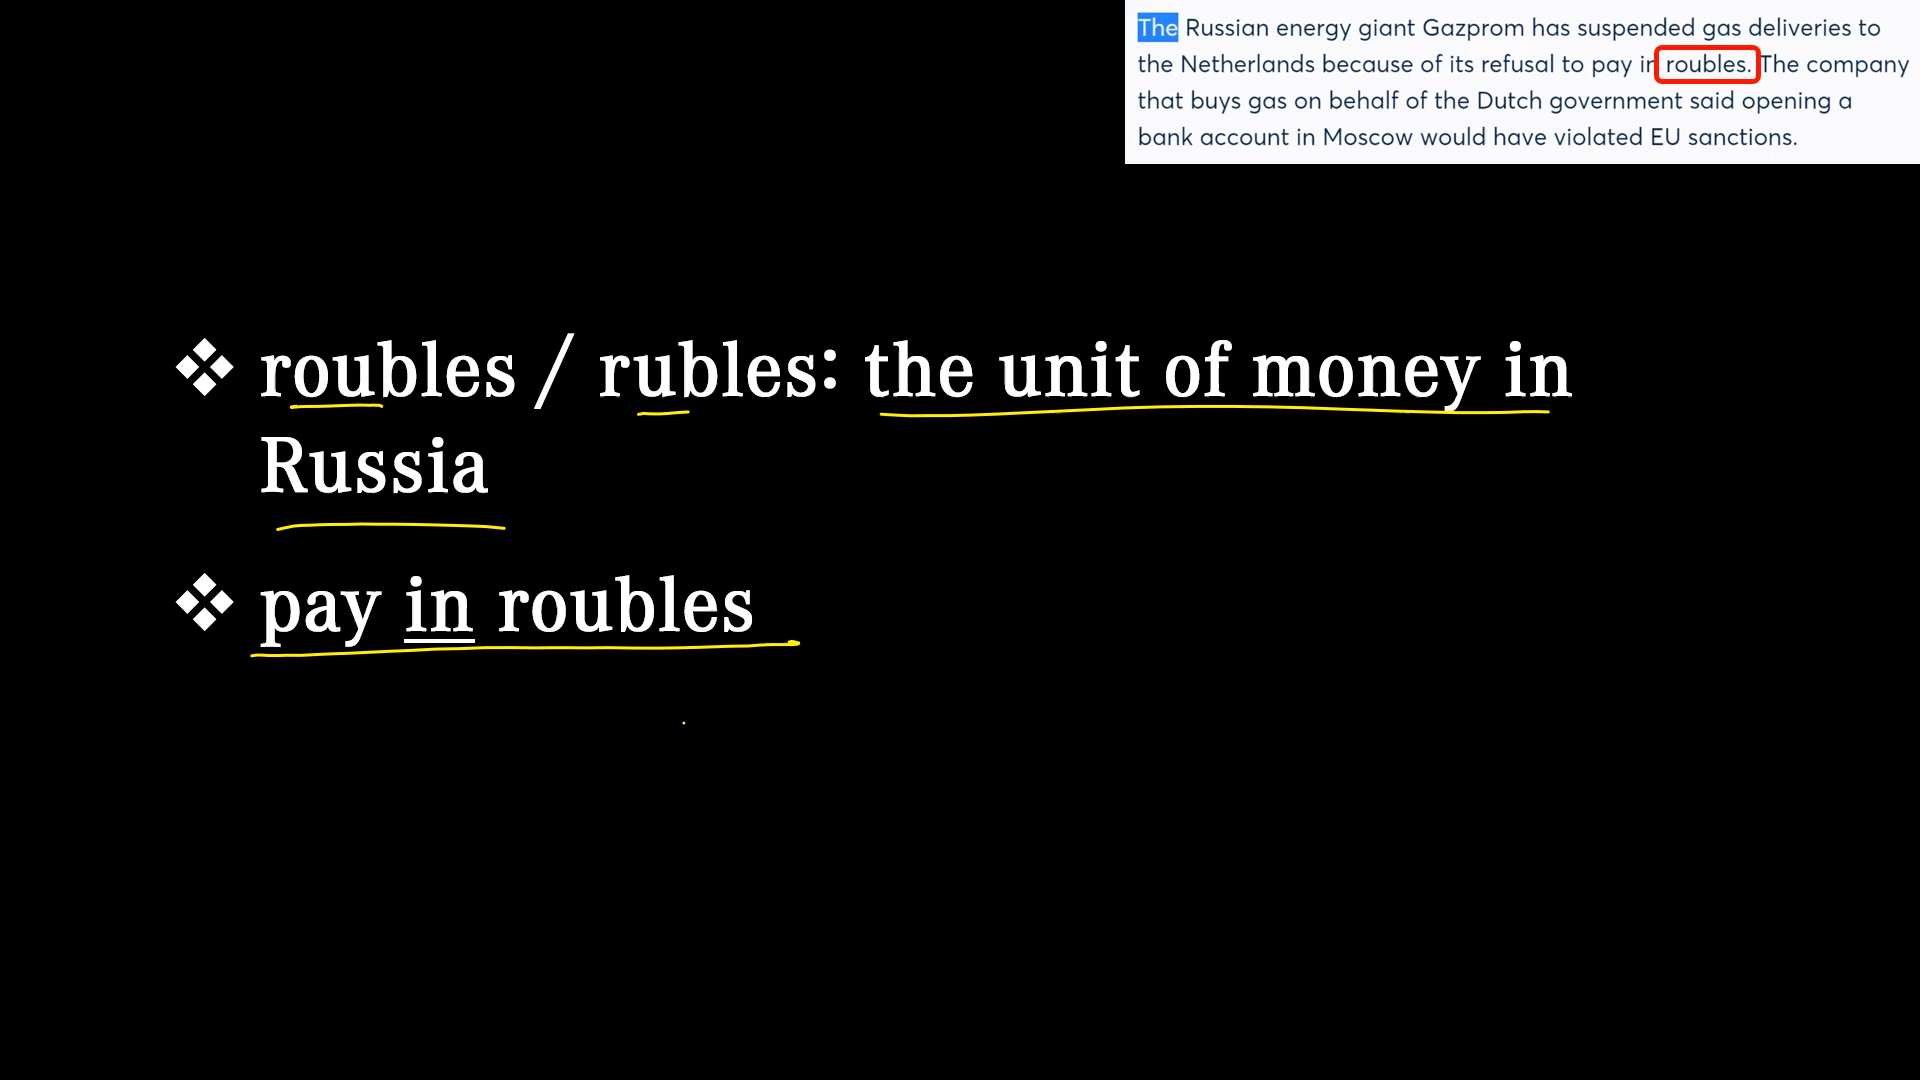 The Russian energy giant Gazprom has suspended gas deliveries to
the Netherlands because of its refusal to pay in roubles. The company
that buys gas on behalf of the Dutch government said opening a
bank account in Moscow would have violated EU sanctions.
❖ roubles / rubles: the unit of money in
Russia
❖ pay in roubles